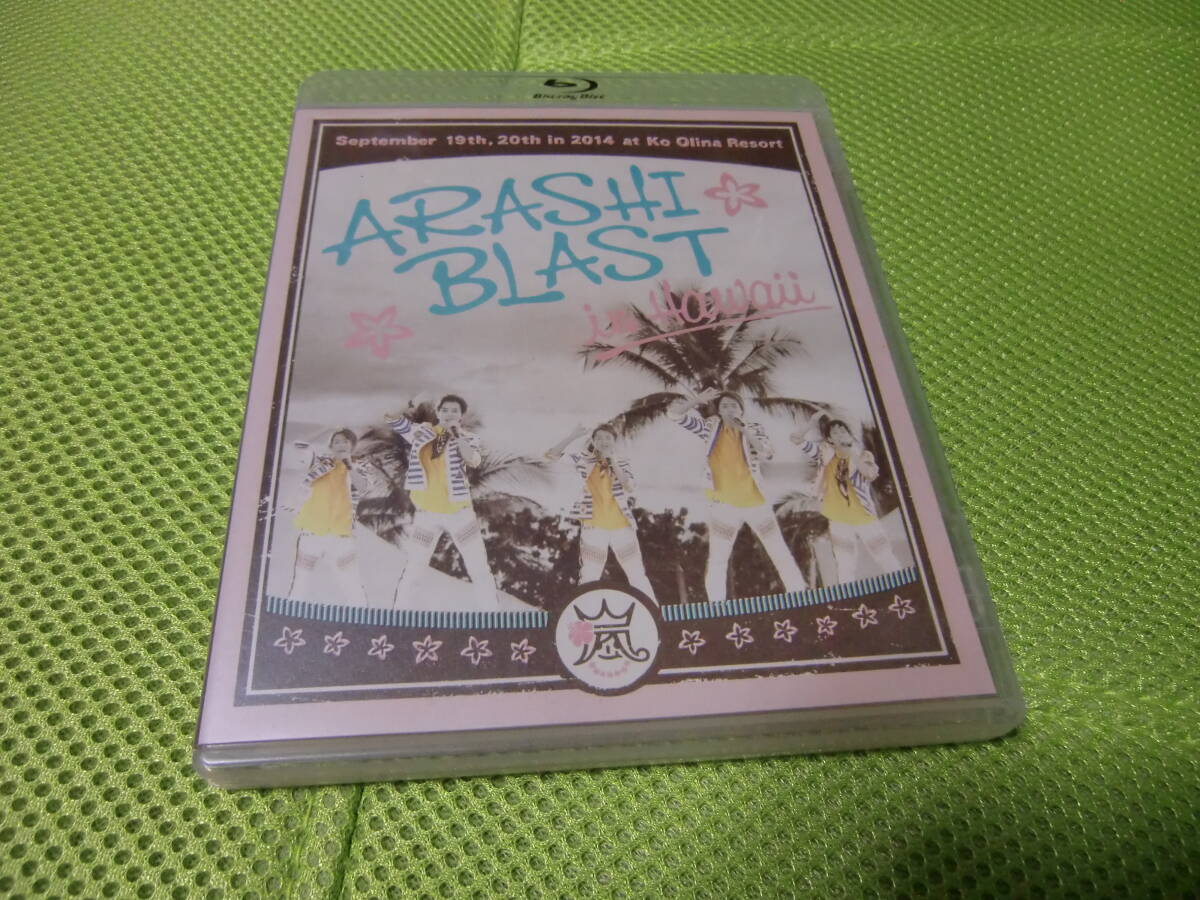 Blu-ray Disc
September 19th, 20th in 2014 at Ko Olina Resort
ARASHI
BLAST
in Hawaii
嵐